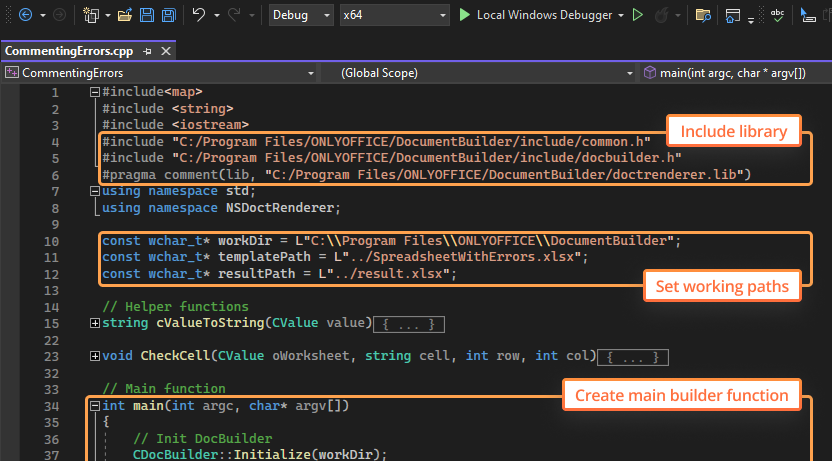 Debug
x64
Local Windows Debugger
CommentingErrors.cpp
CommentingErrors
(Global Scope)
main(int argc, char * argv[])
1 #include<map>
2 #include <string>
3 #include <iostream>
Include library
4 #include "C:/Program Files/ONLYOFFICE/DocumentBuilder/include/common.h"
5 #include "C:/Program Files/ONLYOFFICE/DocumentBuilder/include/docbuilder.h"
6 #pragma comment(lib, "C:/Program Files/ONLYOFFICE/DocumentBuilder/doctrenderer.lib")
7 using namespace std;
8 using namespace NSDoctRenderer;
9
10 const wchar_t* workDir = L"C:\\Program Files\\ONLYOFFICE\\DocumentBuilder";
11 const wchar_t* templatePath = L"../SpreadsheetWithErrors.xlsx";
12 const wchar_t* resultPath = L"../result.xlsx";
Set working paths
13
14 // Helper functions
15 string cValueToString(CValue value){ ... }
22
23 void CheckCell(CValue oWorksheet, string cell, int row, int col){ ... }
32
33 // Main function
Create main builder function
34 int main(int argc, char* argv[])
35 {
36 // Init DocBuilder
37 CDocBuilder::Initialize(workDir);